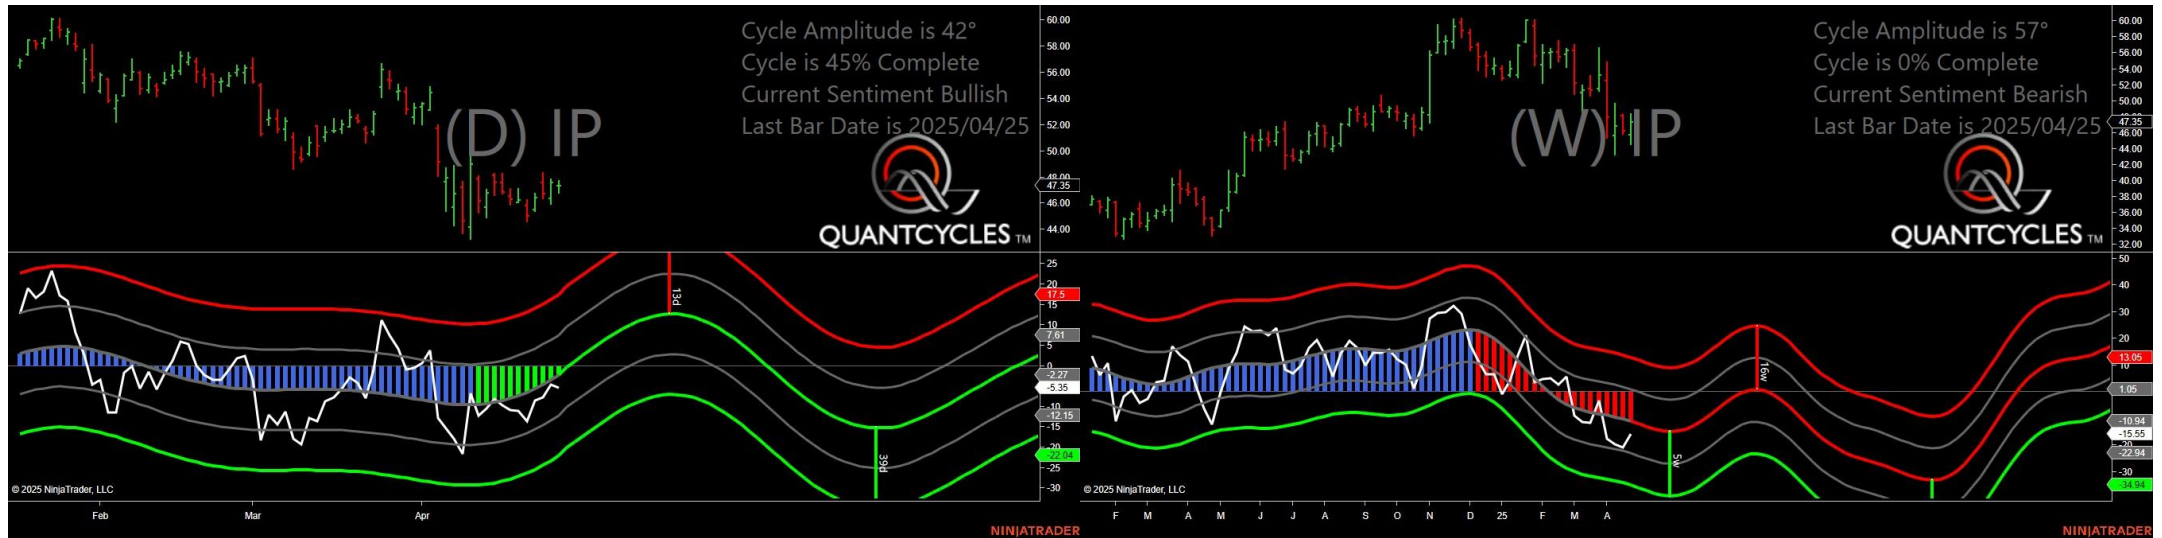 Cycle Amplitude is 42°
Cycle is 45% Complete
Current Sentiment Bullish
Last Bar Date is 2025/04/25
(D) IP
QUANTCYCLES TM
60.00
58.00
56.00
54.00
52.00
50.00
48.00
47.35
46.00
44.00
25
20
17.5
15
10
7.61
5
0
-2.27
-5.35
-10
-12.15
-15
-20
-22.04
-25
-30
13d
39d
© 2025 NinjaTrader, LLC
Feb Mar Apr
NINJATRADER
Cycle Amplitude is 57°
Cycle is 0% Complete
Current Sentiment Bearish
Last Bar Date is 2025/04/25
(W) IP
QUANTCYCLES TM
60.00
58.00
56.00
54.00
52.00
50.00
48.00
47.35
46.00
44.00
42.00
40.00
38.00
36.00
34.00
32.00
50
40
30
20
13.05
10
1.05
-10.94
-15.55
-20
-22.94
-30
-34.94
16w
5w
© 2025 NinjaTrader, LLC
F M A M J J A S O N D 25 F M A
NINJATRADER